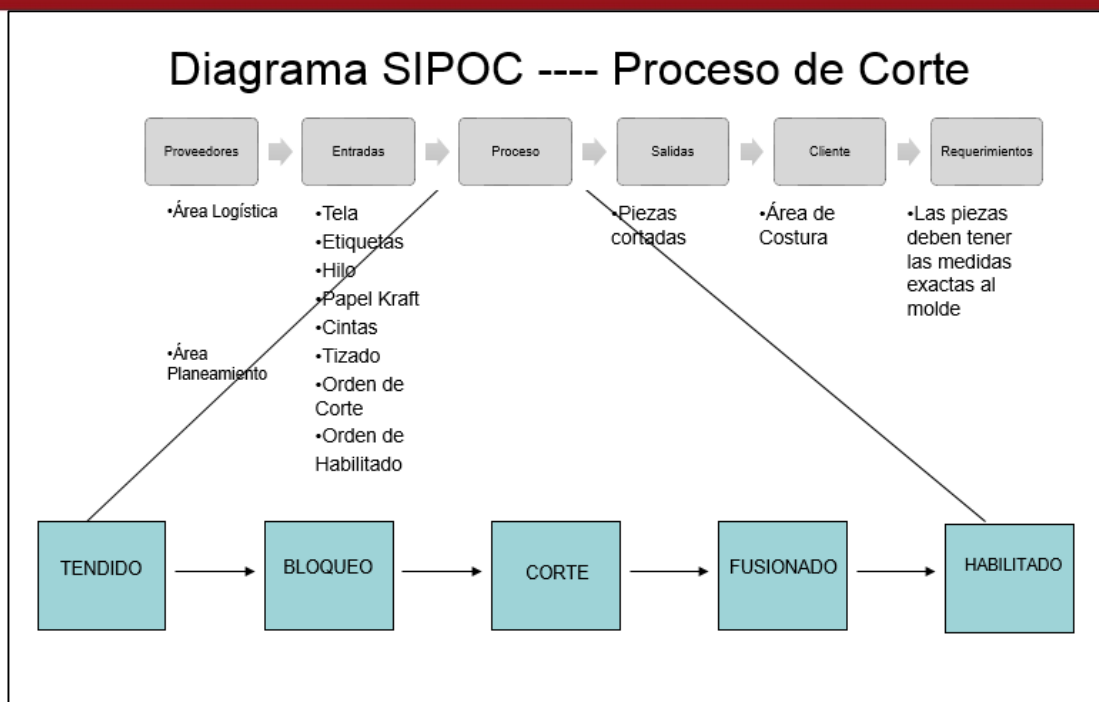 Diagrama SIPOC ---- Proceso de Corte
Proveedores
Entradas
Proceso
Salidas
Cliente
Requerimientos
•Área Logística
•Área
Planeamiento
•Tela
•Etiquetas
•Hilo
•Papel Kraft
•Cintas
•Tizado
•Orden de
Corte
•Orden de
Habilitado
•Piezas
cortadas
•Área de
Costura
•Las piezas
deben tener
las medidas
exactas al
molde
TENDIDO
BLOQUEO
CORTE
FUSIONADO
HABILITADO